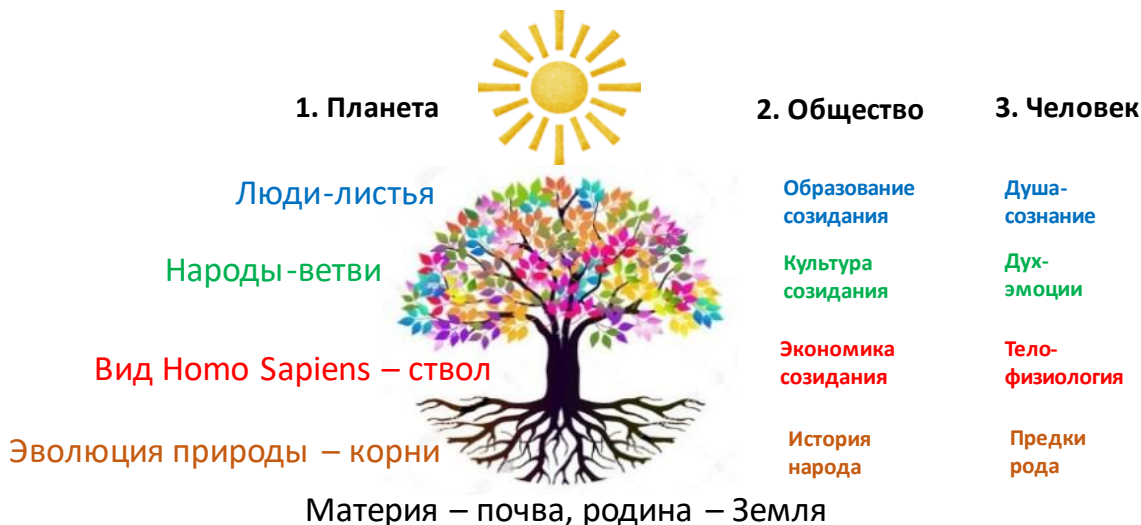 1. Планета
2. Общество
3. Человек
Люди-листья
Образование
созидания
Душа-
сознание
Народы-ветви
Культура
созидания
Дух-
эмоции
Вид Homo Sapiens – ствол
Экономика
созидания
Тело-
физиология
Эволюция природы – корни
История
народа
Предки
рода
Материя – почва, родина – Земля